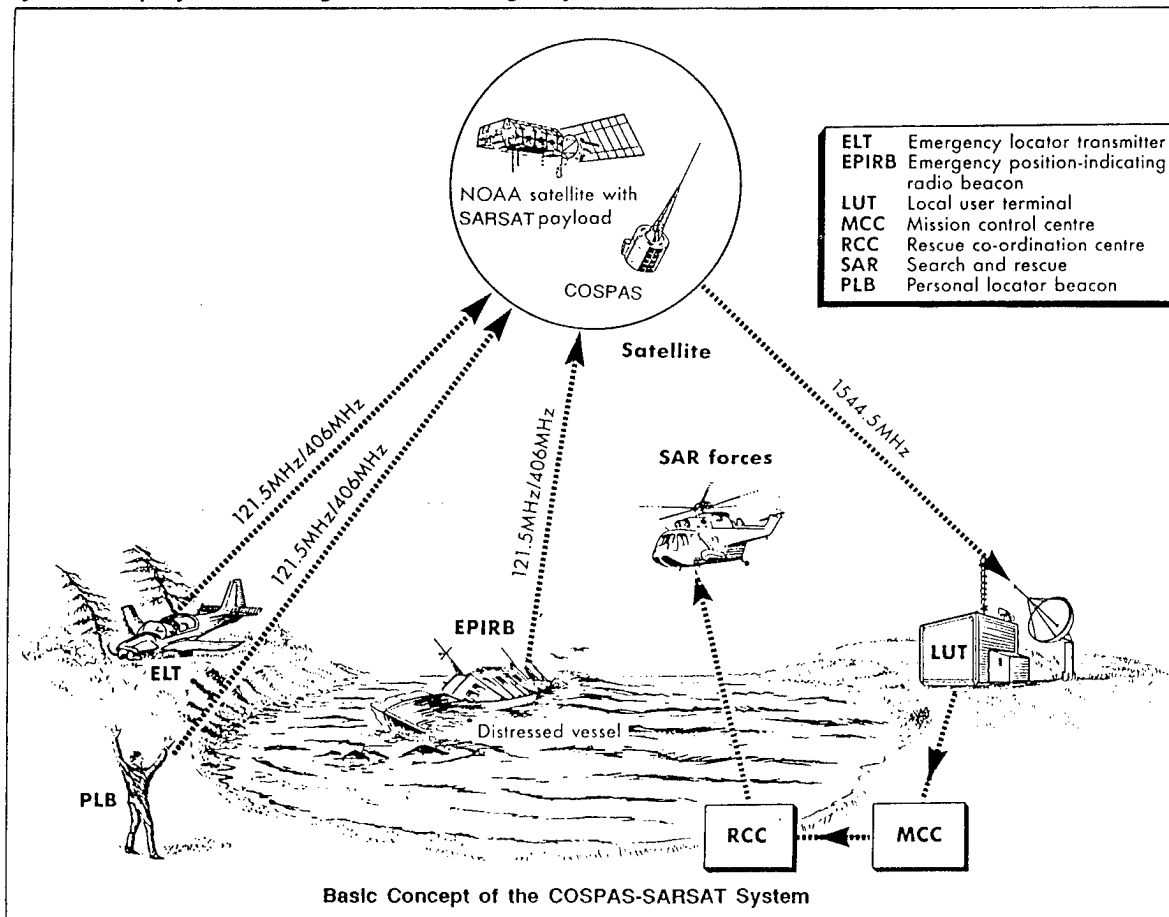 NOAA satellite with
SARSAT payload
COSPAS
Satellite
ELT Emergency locator transmitter
EPIRB Emergency position-indicating
radio beacon
LUT Local user terminal
MCC Mission control centre
RCC Rescue co-ordination centre
SAR Search and rescue
PLB Personal locator beacon
121.5MHz/406MHz
121.5MHz/406MHz
121.5MHz/406MHz
1544.5MHz
SAR forces
ELT
EPIRB
Distressed vessel
LUT
PLB
RCC
MCC
Basic Concept of the COSPAS-SARSAT System